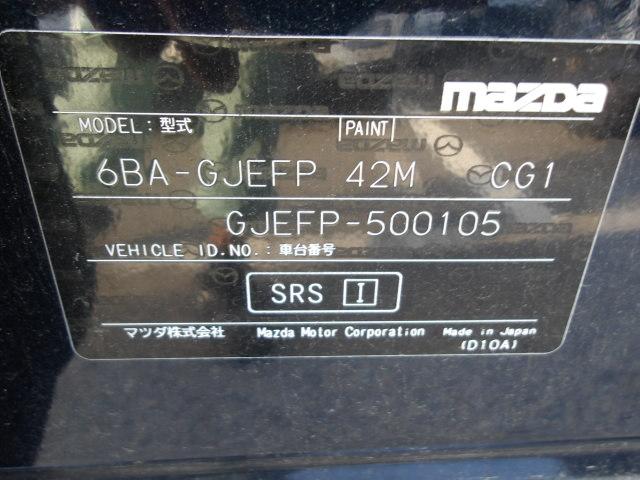 mazda
MODEL: 型式 PAINT
6BA-GJEFP 42M CG1
GJEFP-500105
VEHICLE ID.NO.: 車台番号
SRS I
マツダ株式会社 Mazda Motor Corporation Made in Japan
(D10A)